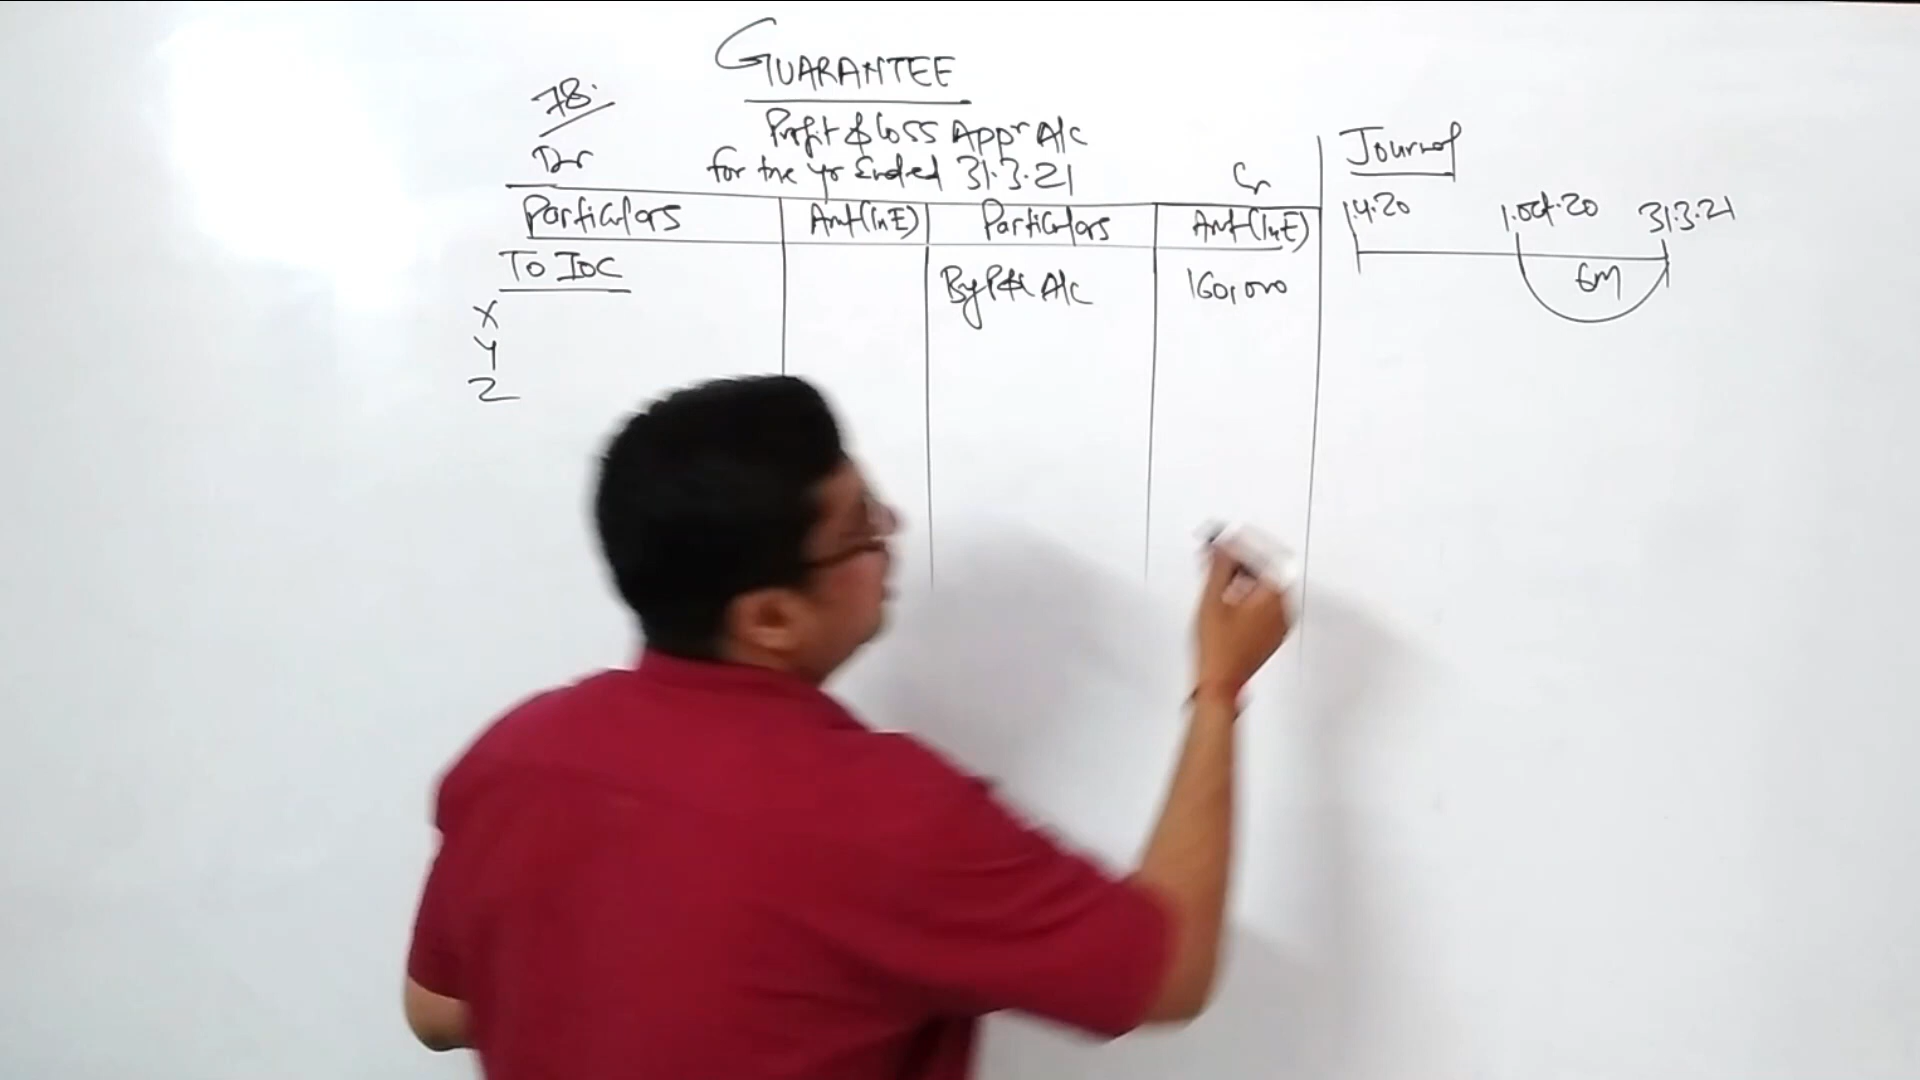 GUARANTEE
78.
Profit & Loss Appr A/c
for the yr Ended 31.3.21
Dr
Cr
Particulars
Amt(In ₹)
Particulars
Amt(In ₹)
To IOC
X
Y
Z
By P&L A/c
160,000
Journal
1.4.20
1.Oct.20
31.3.21
6M